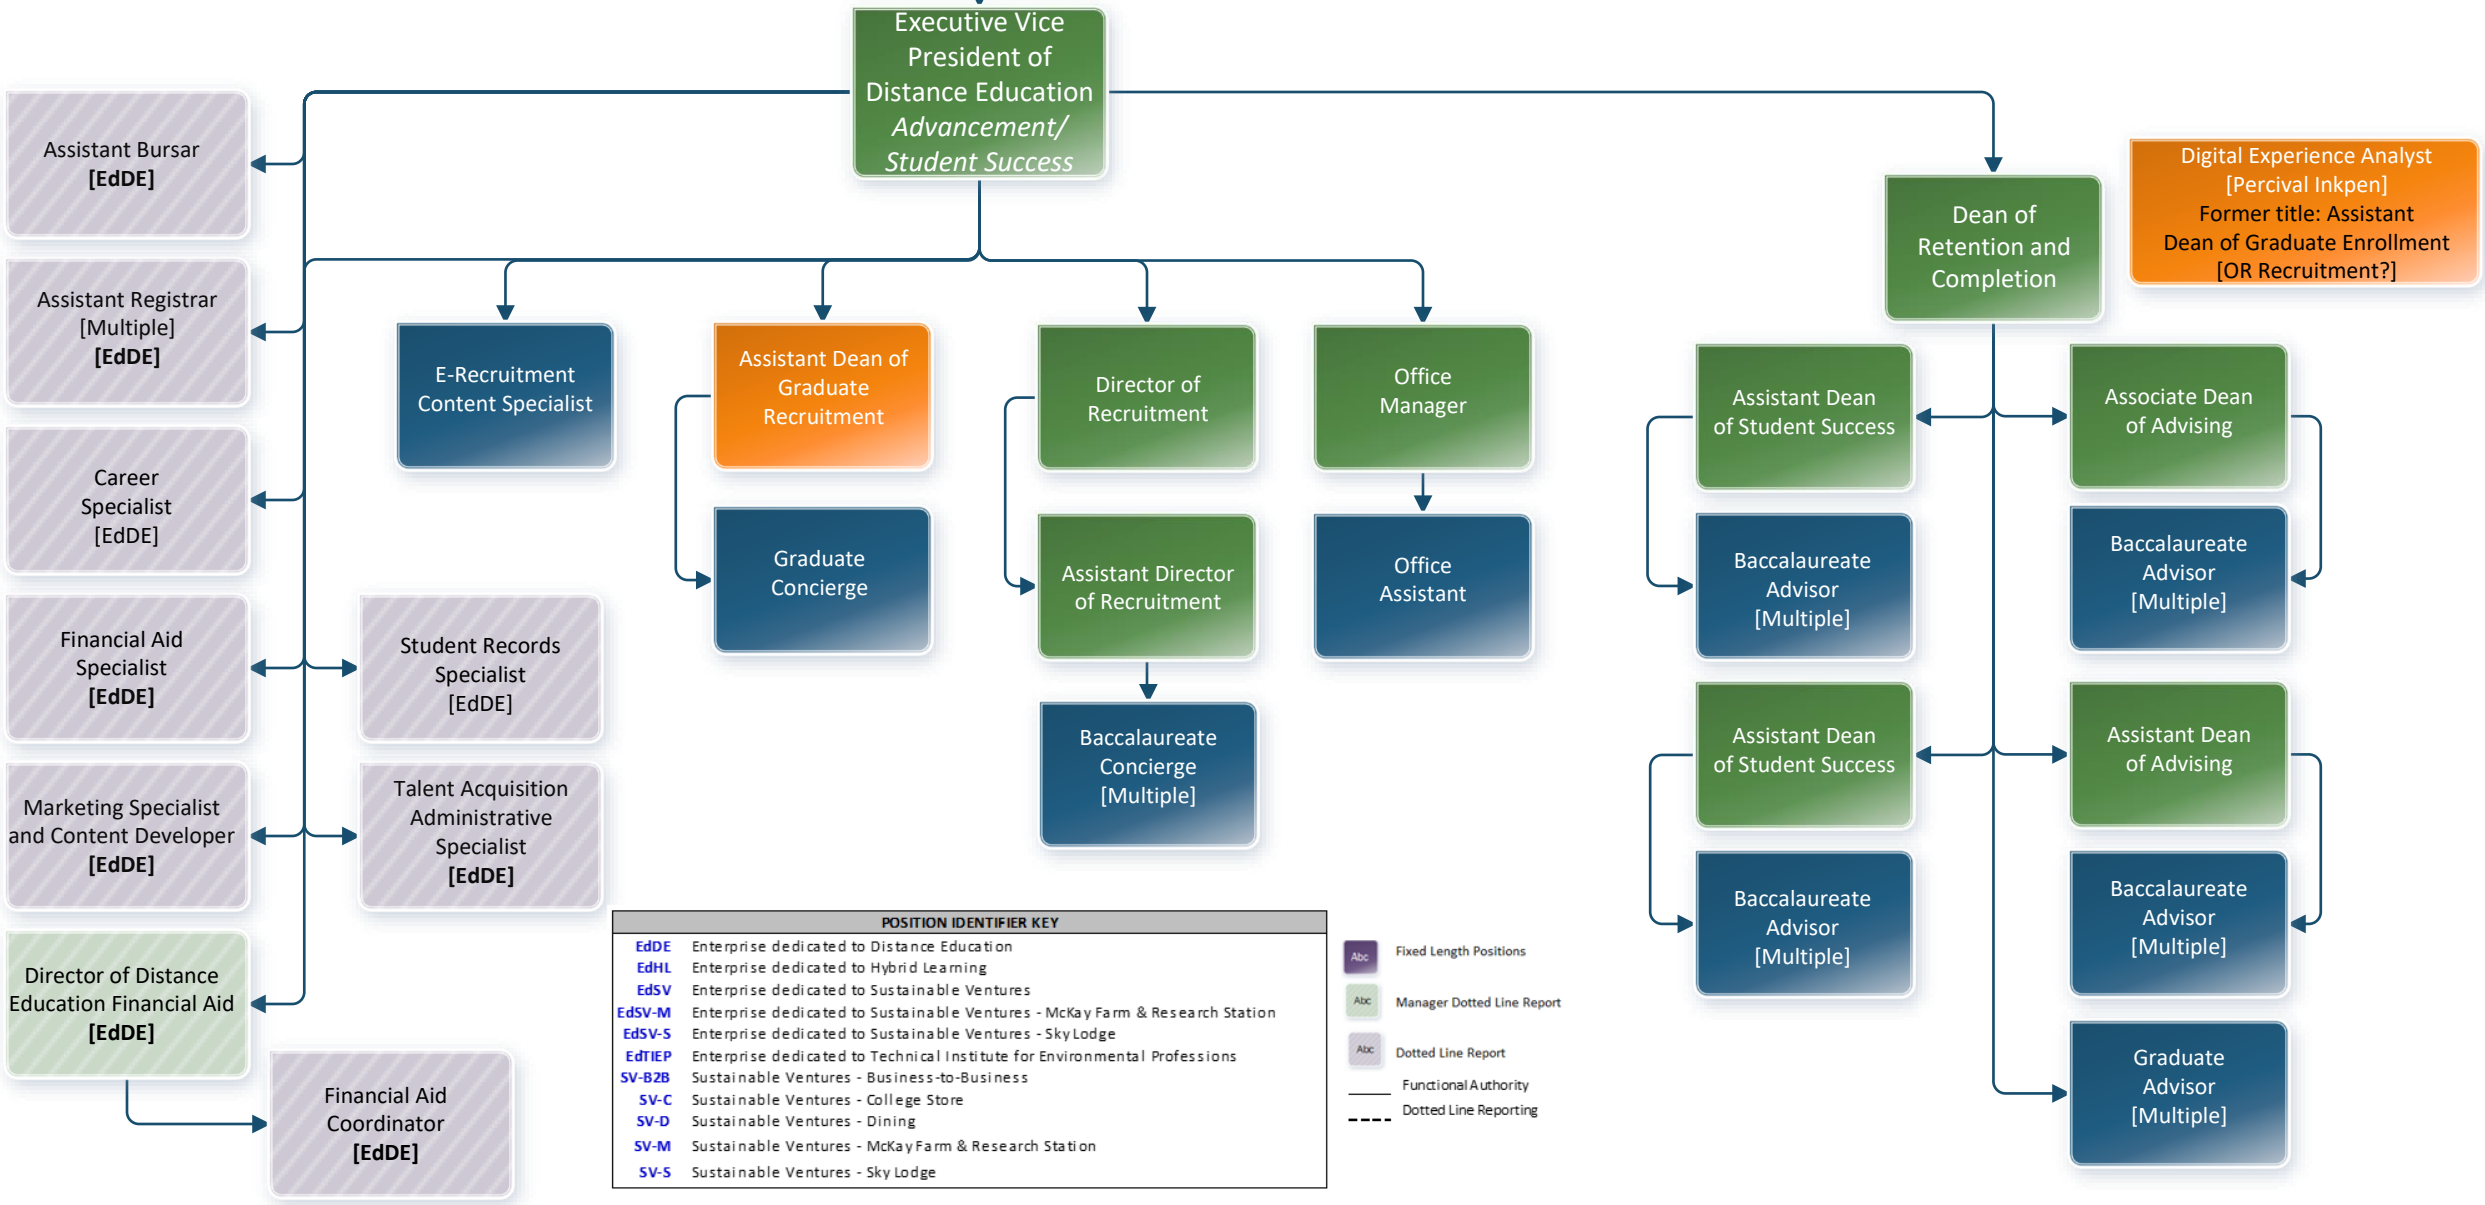 Executive Vice
President of
Distance Education
Advancement/
Student Success
Assistant Bursar
[EdDE]
Assistant Registrar
[Multiple]
[EdDE]
Career
Specialist
[EdDE]
Financial Aid
Specialist
[EdDE]
Student Records
Specialist
[EdDE]
Marketing Specialist
and Content Developer
[EdDE]
Talent Acquisition
Administrative
Specialist
[EdDE]
Director of Distance
Education Financial Aid
[EdDE]
Financial Aid
Coordinator
[EdDE]
E-Recruitment
Content Specialist
Assistant Dean of
Graduate
Recruitment
Graduate
Concierge
Director of
Recruitment
Assistant Director
of Recruitment
Baccalaureate
Concierge
[Multiple]
Office
Manager
Office
Assistant
Dean of
Retention and
Completion
Digital Experience Analyst
[Percival Inkpen]
Former title: Assistant
Dean of Graduate Enrollment
[OR Recruitment?]
Assistant Dean
of Student Success
Baccalaureate
Advisor
[Multiple]
Associate Dean
of Advising
Baccalaureate
Advisor
[Multiple]
Assistant Dean
of Student Success
Baccalaureate
Advisor
[Multiple]
Assistant Dean
of Advising
Baccalaureate
Advisor
[Multiple]
Graduate
Advisor
[Multiple]
POSITION IDENTIFIER KEY
EdDE Enterprise dedicated to Distance Education
EdHL Enterprise dedicated to Hybrid Learning
EdSV Enterprise dedicated to Sustainable Ventures
EdSV-M Enterprise dedicated to Sustainable Ventures - McKay Farm & Research Station
EdSV-S Enterprise dedicated to Sustainable Ventures - Sky Lodge
EdTIEP Enterprise dedicated to Technical Institute for Environmental Professions
SV-B2B Sustainable Ventures - Business-to-Business
SV-C Sustainable Ventures - College Store
SV-D Sustainable Ventures - Dining
SV-M Sustainable Ventures - McKay Farm & Research Station
SV-S Sustainable Ventures - Sky Lodge
Abc Fixed Length Positions
Abc Manager Dotted Line Report
Abc Dotted Line Report
Functional Authority
Dotted Line Reporting